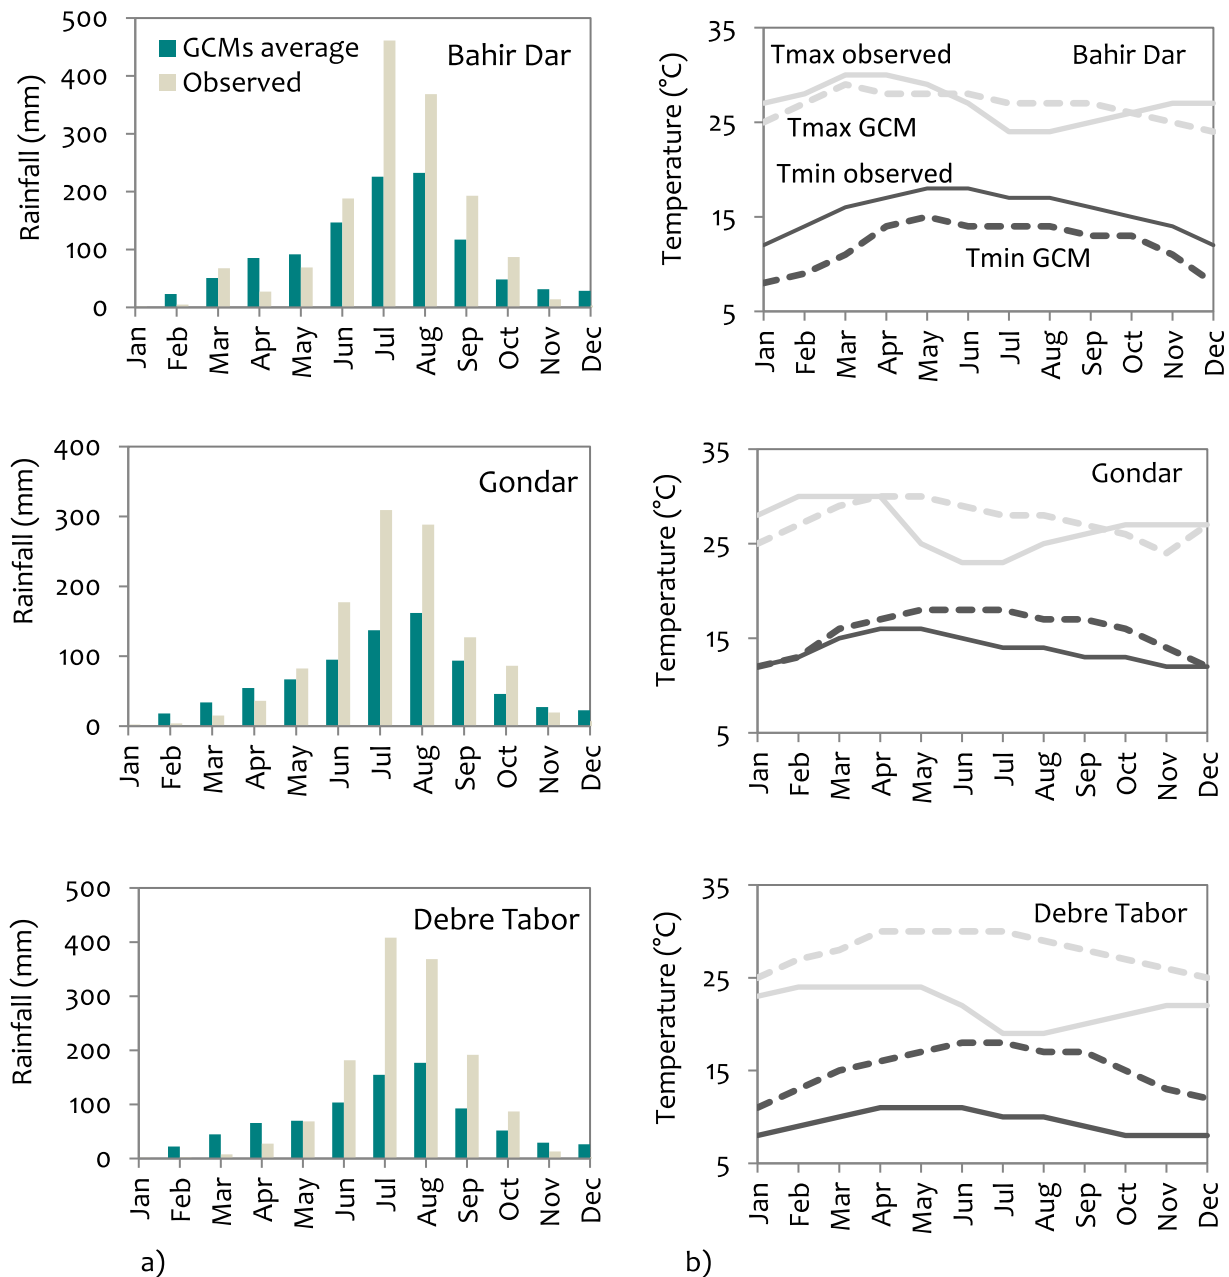 500
400
300
200
100
0
Rainfall (mm)
GCMs average
Observed
Bahir Dar
Jan Feb Mar Apr May Jun Jul Aug Sep Oct Nov Dec
35
25
15
5
Temperature (°C)
Tmax observed
Bahir Dar
Tmax GCM
Tmin observed
Tmin GCM
Jan Feb Mar Apr May Jun Jul Aug Sep Oct Nov Dec
400
300
200
100
0
Rainfall (mm)
Gondar
Jan Feb Mar Apr May Jun Jul Aug Sep Oct Nov Dec
35
25
15
5
Temperature (°C)
Gondar
Jan Feb Mar Apr May Jun Jul Aug Sep Oct Nov Dec
500
400
300
200
100
0
Rainfall (mm)
Debre Tabor
Jan Feb Mar Apr May Jun Jul Aug Sep Oct Nov Dec
35
25
15
5
Temperature (°C)
Debre Tabor
Jan Feb Mar Apr May Jun Jul Aug Sep Oct Nov Dec
a)
b)